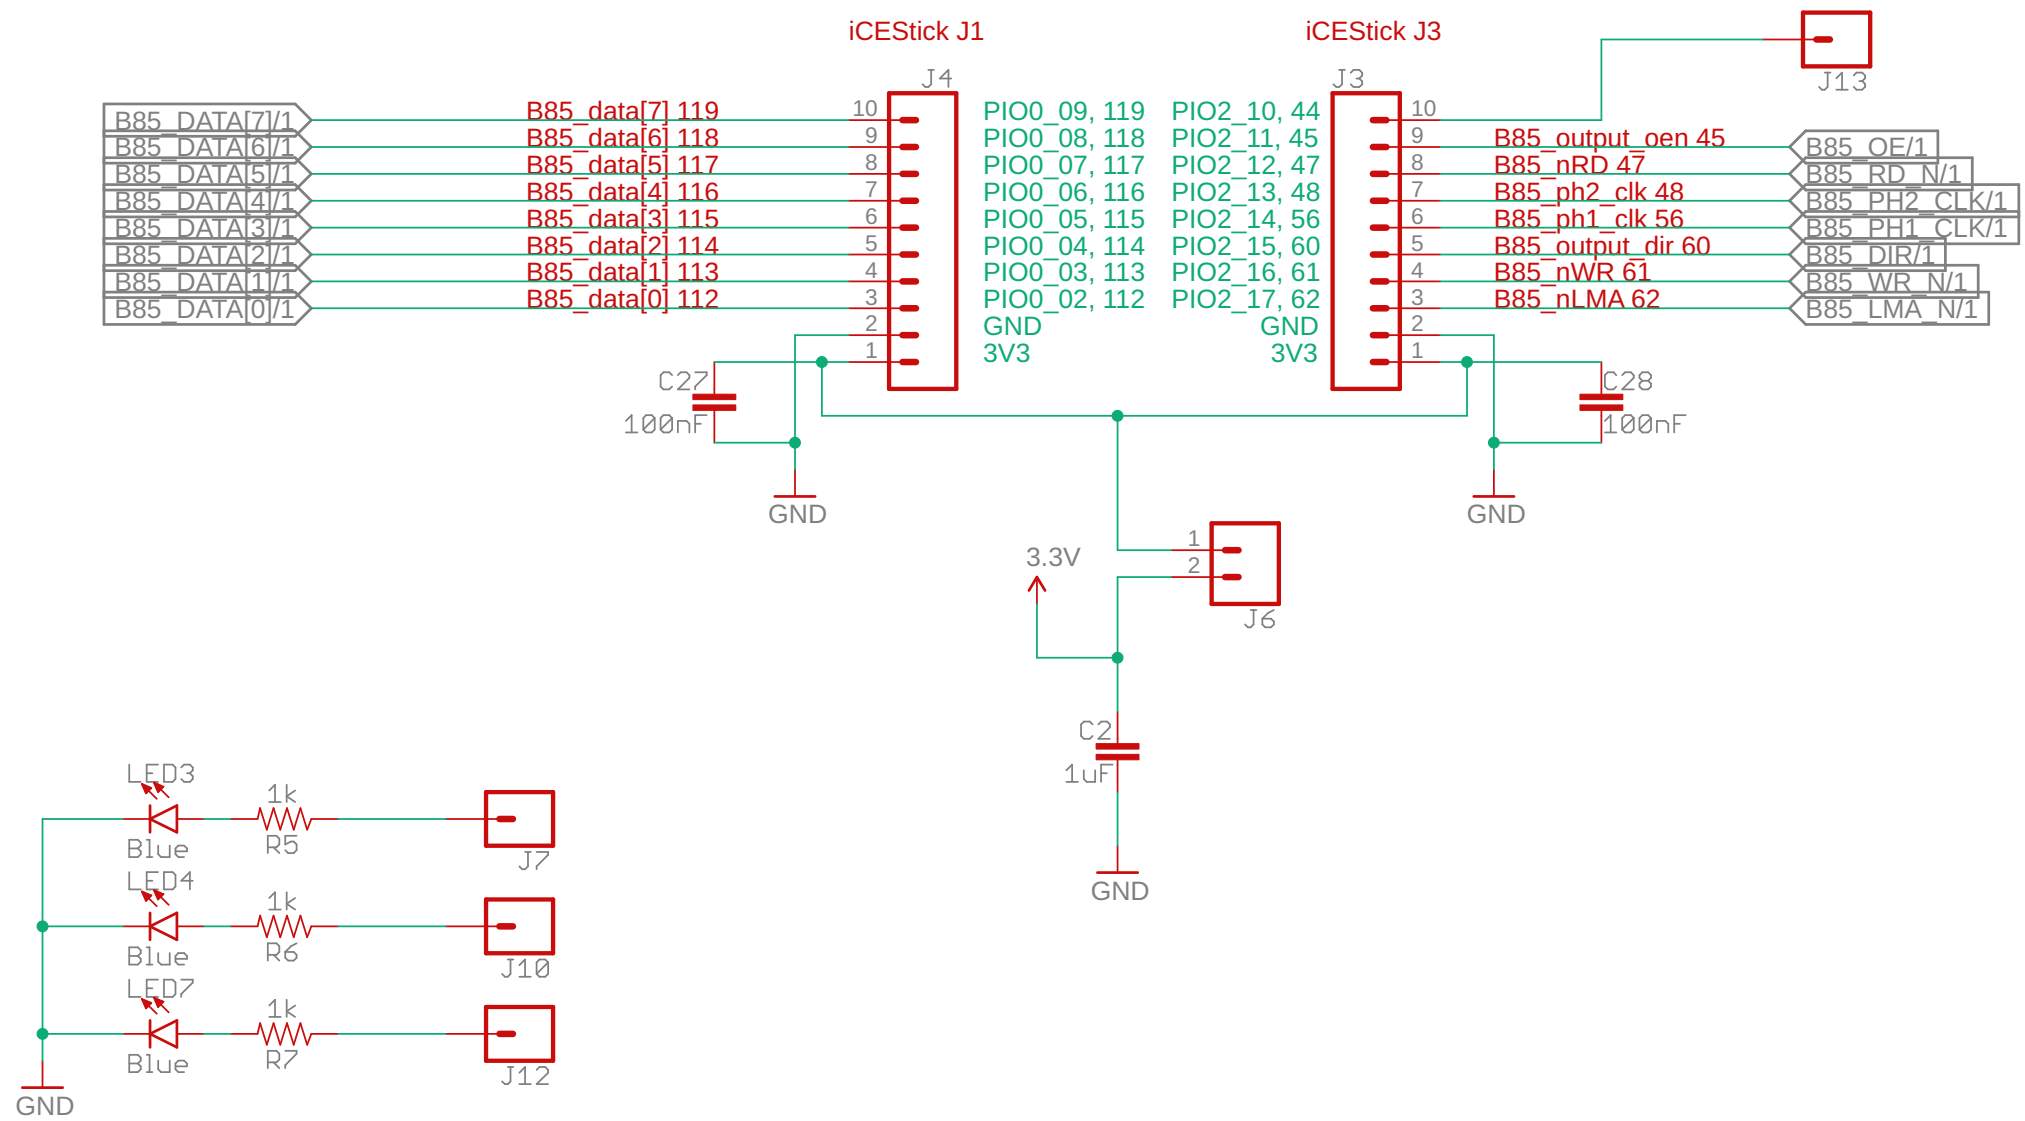 iCEStick J1
iCEStick J3
J4
J3
J13
B85_DATA[7]/1 B85_data[7] 119 10 PIO0_09, 119 PIO2_10, 44 10
B85_DATA[6]/1 B85_data[6] 118 9 PIO0_08, 118 PIO2_11, 45 9 B85_output_oen 45 B85_OE/1
B85_DATA[5]/1 B85_data[5] 117 8 PIO0_07, 117 PIO2_12, 47 8 B85_nRD 47 B85_RD_N/1
B85_DATA[4]/1 B85_data[4] 116 7 PIO0_06, 116 PIO2_13, 48 7 B85_ph2_clk 48 B85_PH2_CLK/1
B85_DATA[3]/1 B85_data[3] 115 6 PIO0_05, 115 PIO2_14, 56 6 B85_ph1_clk 56 B85_PH1_CLK/1
B85_DATA[2]/1 B85_data[2] 114 5 PIO0_04, 114 PIO2_15, 60 5 B85_output_dir 60 B85_DIR/1
B85_DATA[1]/1 B85_data[1] 113 4 PIO0_03, 113 PIO2_16, 61 4 B85_nWR 61 B85_WR_N/1
B85_DATA[0]/1 B85_data[0] 112 3 PIO0_02, 112 PIO2_17, 62 3 B85_nLMA 62 B85_LMA_N/1
2 GND GND 2
1 3V3 3V3 1
C27
100nF
C28
100nF
GND
GND
3.3V
1
2
J6
C2
1uF
GND
LED3
1k
Blue
R5
J7
LED4
1k
Blue
R6
J10
LED7
1k
Blue
R7
J12
GND